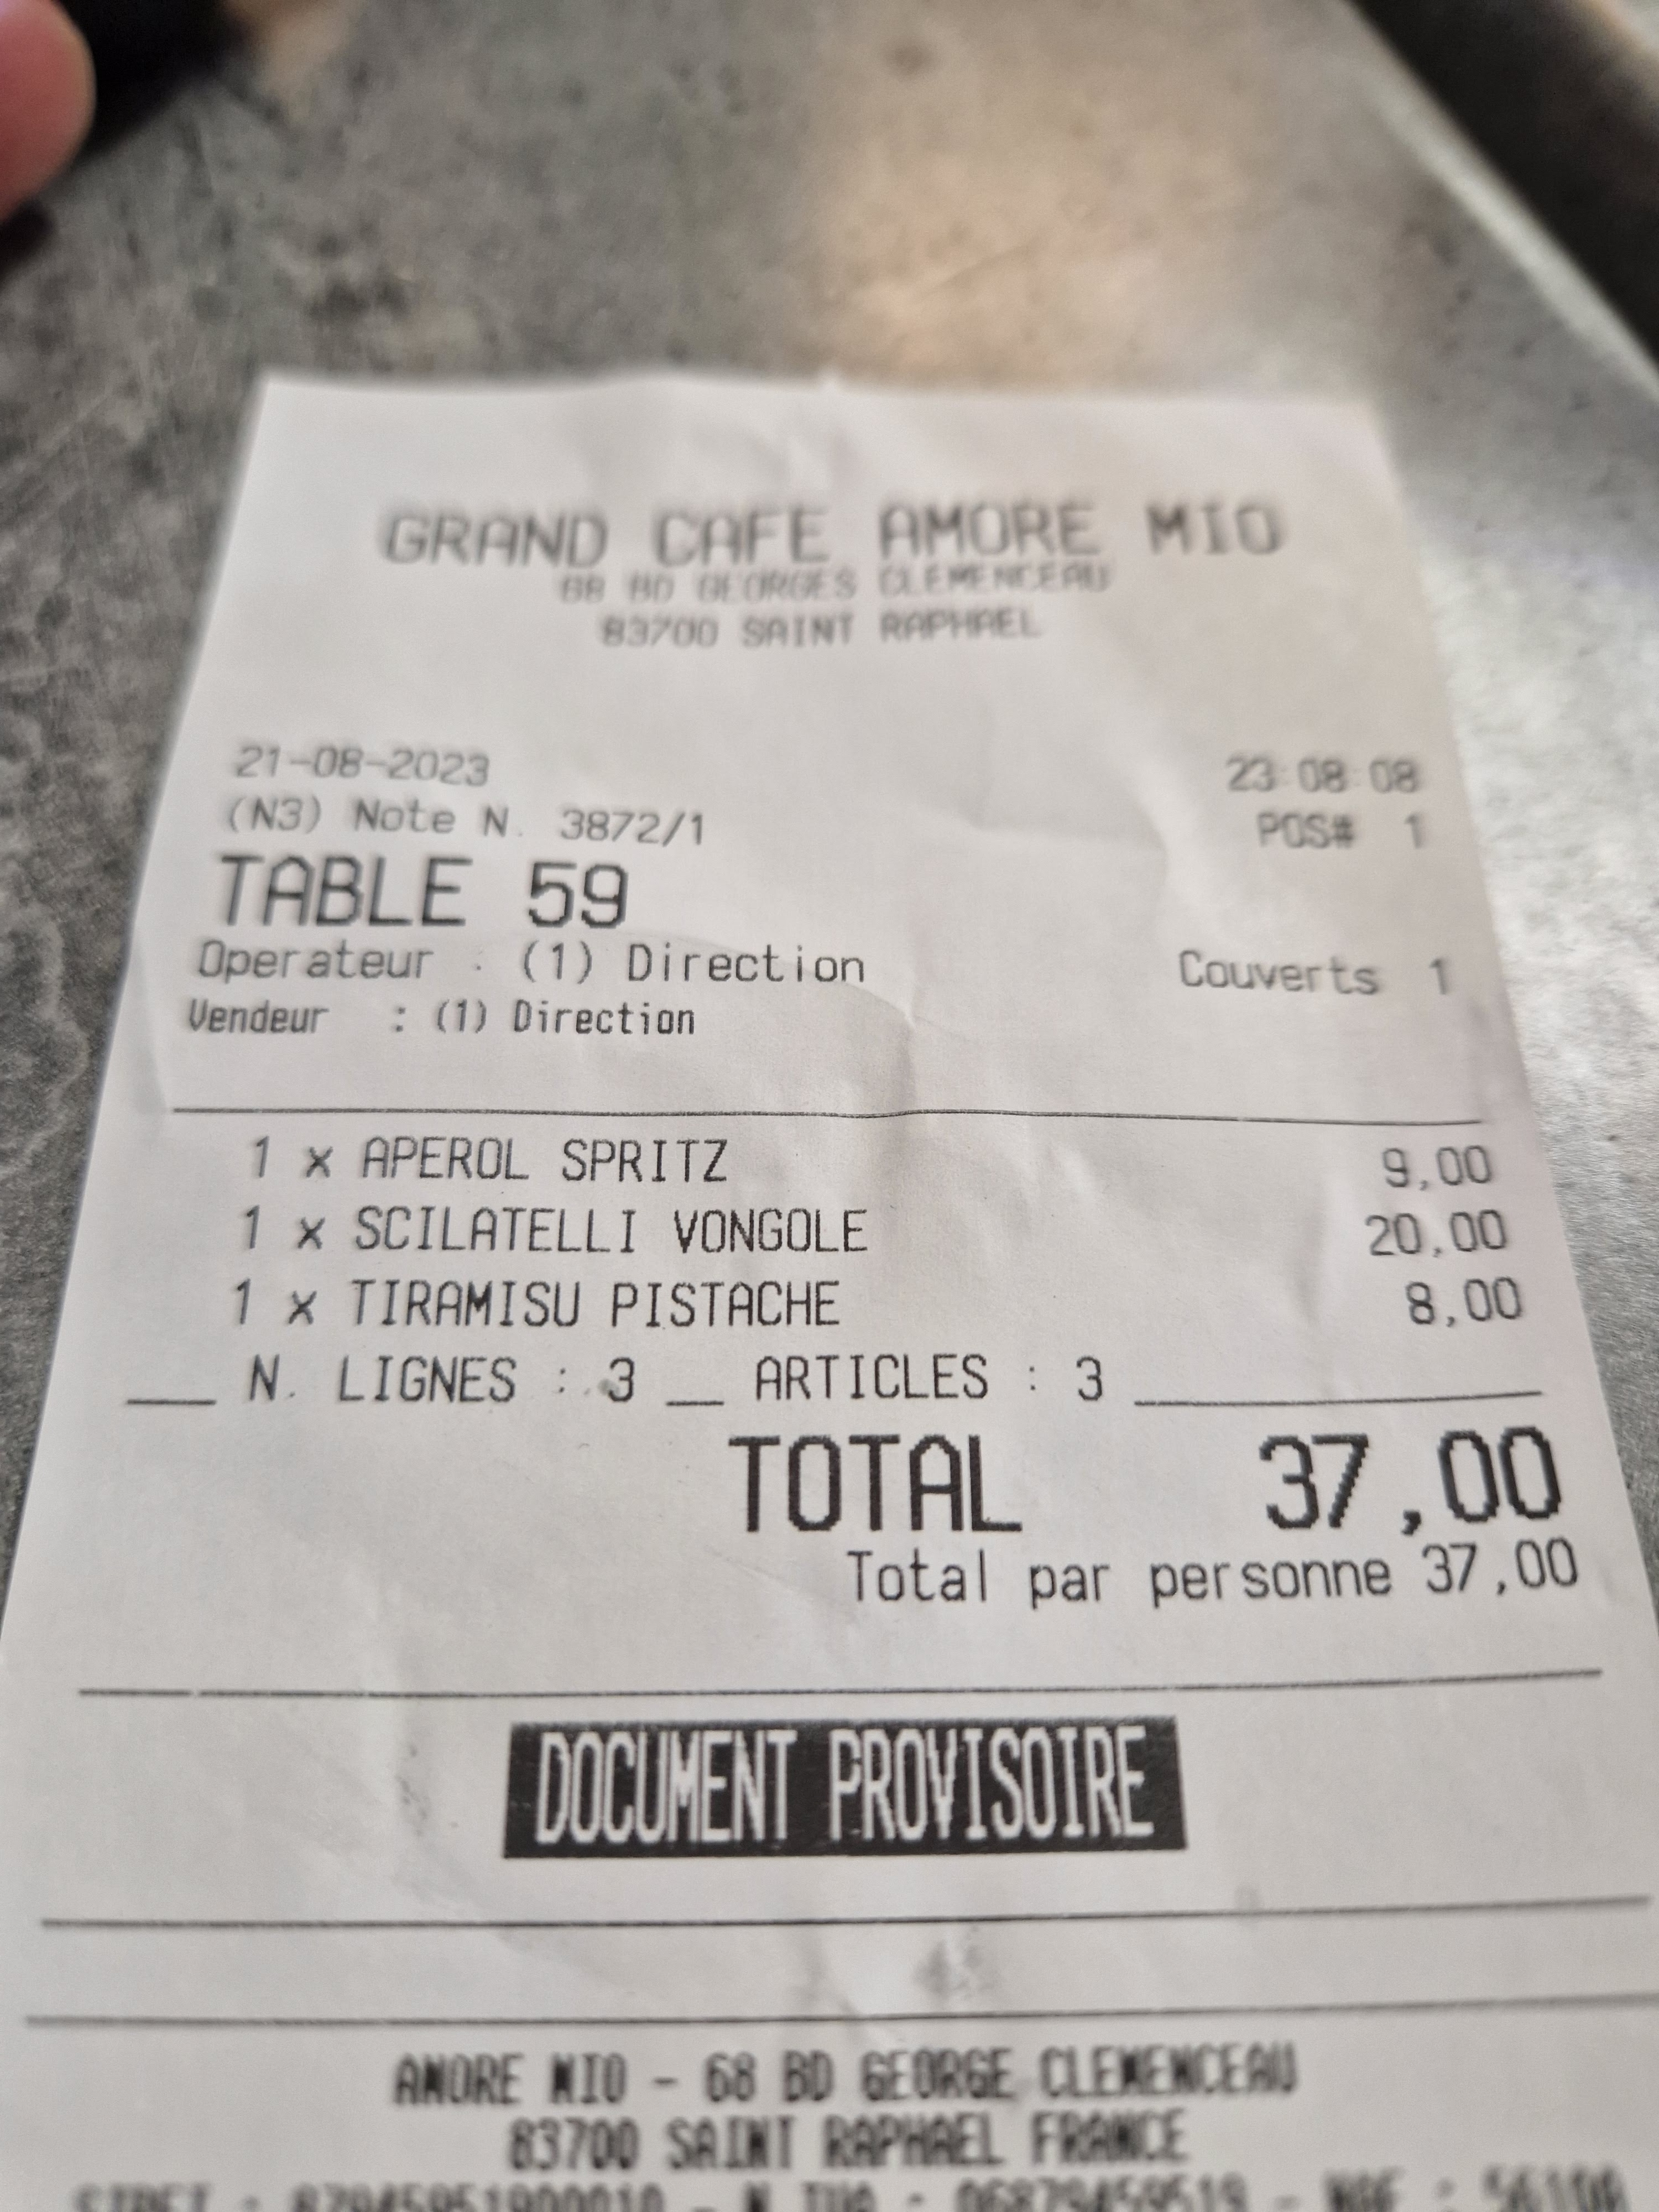 GRAND CAFE AMORE MIO
68 BD GEORGES CLEMENCEAU
83700 SAINT RAPHAEL
21-08-2023 23:08:08
(N3) Note N. 3872/1 POS# 1
TABLE 59
Operateur : (1) Direction Couverts 1
Vendeur : (1) Direction
1 x APEROL SPRITZ 9,00
1 x SCILATELLI VONGOLE 20,00
1 x TIRAMISU PISTACHE 8,00
N. LIGNES : 3 ARTICLES : 3
TOTAL 37,00
Total par personne 37,00
DOCUMENT PROVISOIRE
AMORE MIO - 68 BD GEORGE CLEMENCEAU
83700 SAINT RAPHAEL FRANCE
SIRET : - N TVA : - NAF :